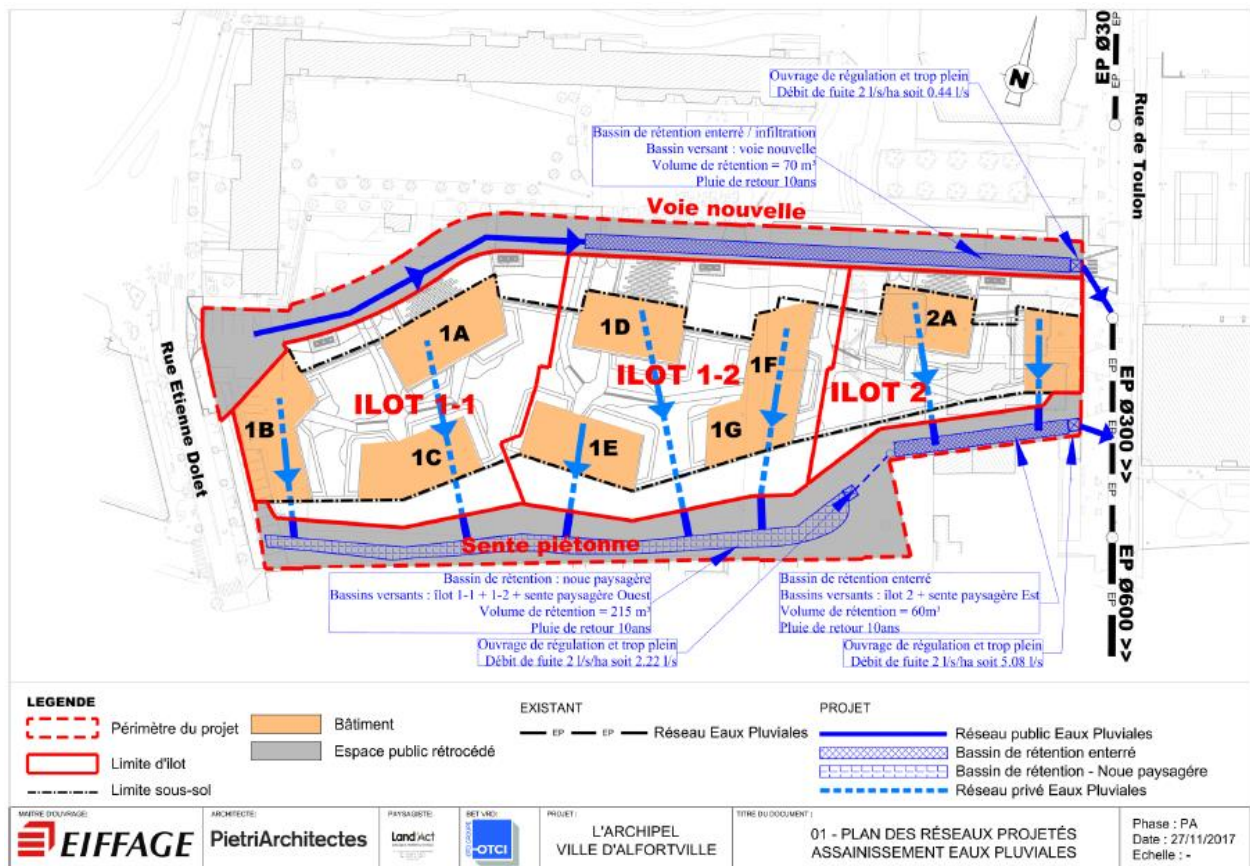 EP Ø30
EP
EP
Ouvrage de régulation et trop plein
Débit de fuite 2 l/s/ha soit 0.44 l/s
N
Rue de Toulon
Bassin de rétention enterré / infiltration
Bassin versant : voie nouvelle
Volume de rétention = 70 m³
Pluie de retour 10ans
Voie nouvelle
1A
1D
1F
2A
ILOT 1-1
ILOT 1-2
ILOT 2
1B
1C
1E
1G
Rue Etienne Dolet
EP
EP Ø300 >>
EP
EP
EP Ø600 >>
EP
EP
Sente piétonne
Bassin de rétention : noue paysagère
Bassins versants : îlot 1-1 + 1-2 + sente paysagère Ouest
Volume de rétention = 215 m³
Pluie de retour 10ans
Bassin de rétention enterré
Bassins versants : îlot 2 + sente paysagère Est
Volume de rétention = 60m³
Pluie de retour 10ans
Ouvrage de régulation et trop plein
Débit de fuite 2 l/s/ha soit 2.22 l/s
Ouvrage de régulation et trop plein
Débit de fuite 2 l/s/ha soit 5.08 l/s
LEGENDE
Périmètre du projet
Limite d'îlot
Limite sous-sol
Bâtiment
Espace public rétrocédé
EXISTANT
EP EP Réseau Eaux Pluviales
PROJET
Réseau public Eaux Pluviales
Bassin de rétention enterré
Bassin de rétention - Noue paysagére
Réseau privé Eaux Pluviales
MAITRE D'OUVRAGE:
EIFFAGE
ARCHITECTE:
PietriArchitectes
PAYSAGISTE:
Land'Act
BET VRD:
OTCI
PROJET :
L'ARCHIPEL
VILLE D'ALFORTVILLE
TITRE DU DOCUMENT :
01 - PLAN DES RÉSEAUX PROJETÉS
ASSAINISSEMENT EAUX PLUVIALES
Phase : PA
Date : 27/11/2017
Echelle : -